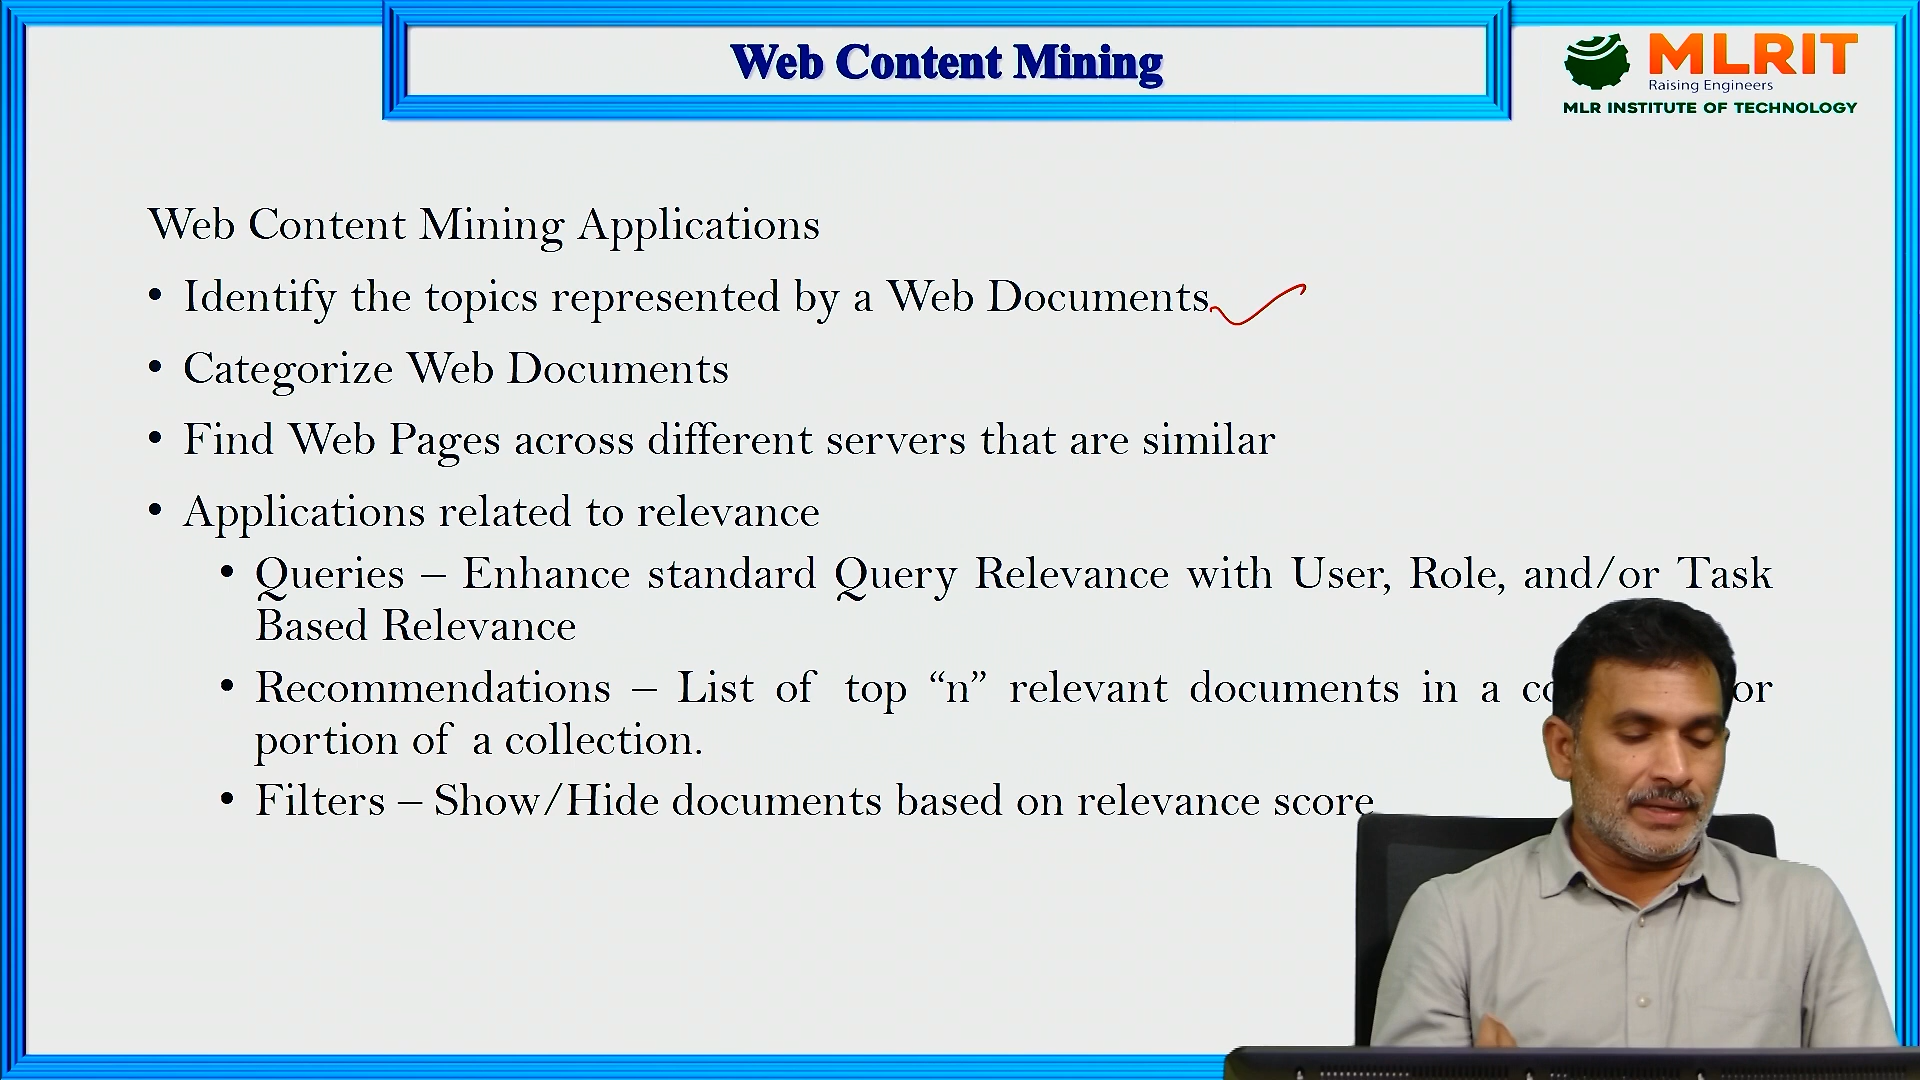 Web Content Mining
MLRIT
Raising Engineers
MLR INSTITUTE OF TECHNOLOGY
Web Content Mining Applications
• Identify the topics represented by a Web Documents
• Categorize Web Documents
• Find Web Pages across different servers that are similar
• Applications related to relevance
• Queries – Enhance standard Query Relevance with User, Role, and/or Task
Based Relevance
• Recommendations – List of top “n” relevant documents in a or
portion of a collection.
• Filters – Show/Hide documents based on relevance score